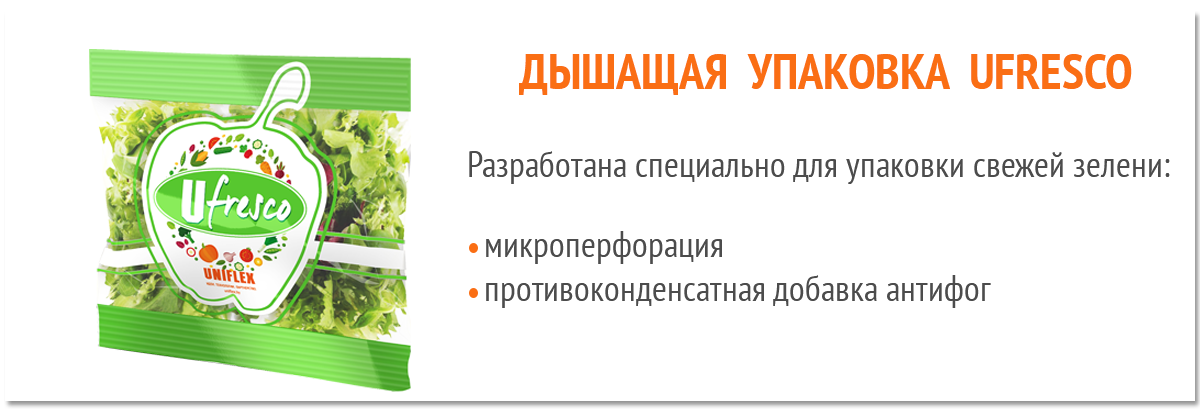 ДЫШАЩАЯ УПАКОВКА UFRESCO
Разработана специально для упаковки свежей зелени:
• микроперфорация
• противоконденсатная добавка антифог
Ufresco
UNIFLEX